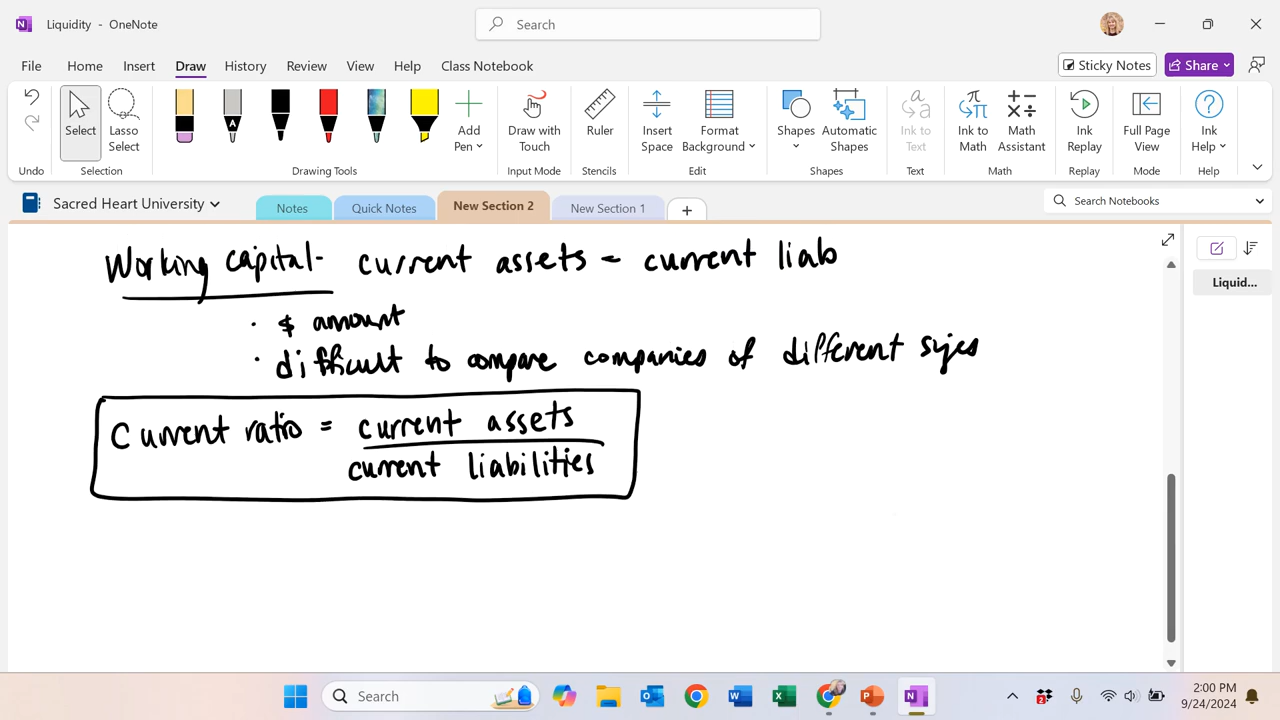 Liquidity - OneNote
Search
File Home Insert Draw History Review View Help Class Notebook
Sticky Notes Share
Undo
Select
Lasso Select
Selection
Drawing Tools
Add Pen
Draw with Touch
Input Mode
Ruler
Stencils
Insert Space
Format Background
Edit
Shapes
Automatic Shapes
Shapes
Ink to Text
Text
Ink to Math
Math Assistant
Math
Ink Replay
Replay
Full Page View
Mode
Ink Help
Help
Sacred Heart University
Notes Quick Notes New Section 2 New Section 1 +
Search Notebooks
Liquid...
Working capital- current assets - current liab
· $ amount
· difficult to compare companies of different sizes
Current ratio = current assets
current liabilities
Search
2:00 PM
9/24/2024